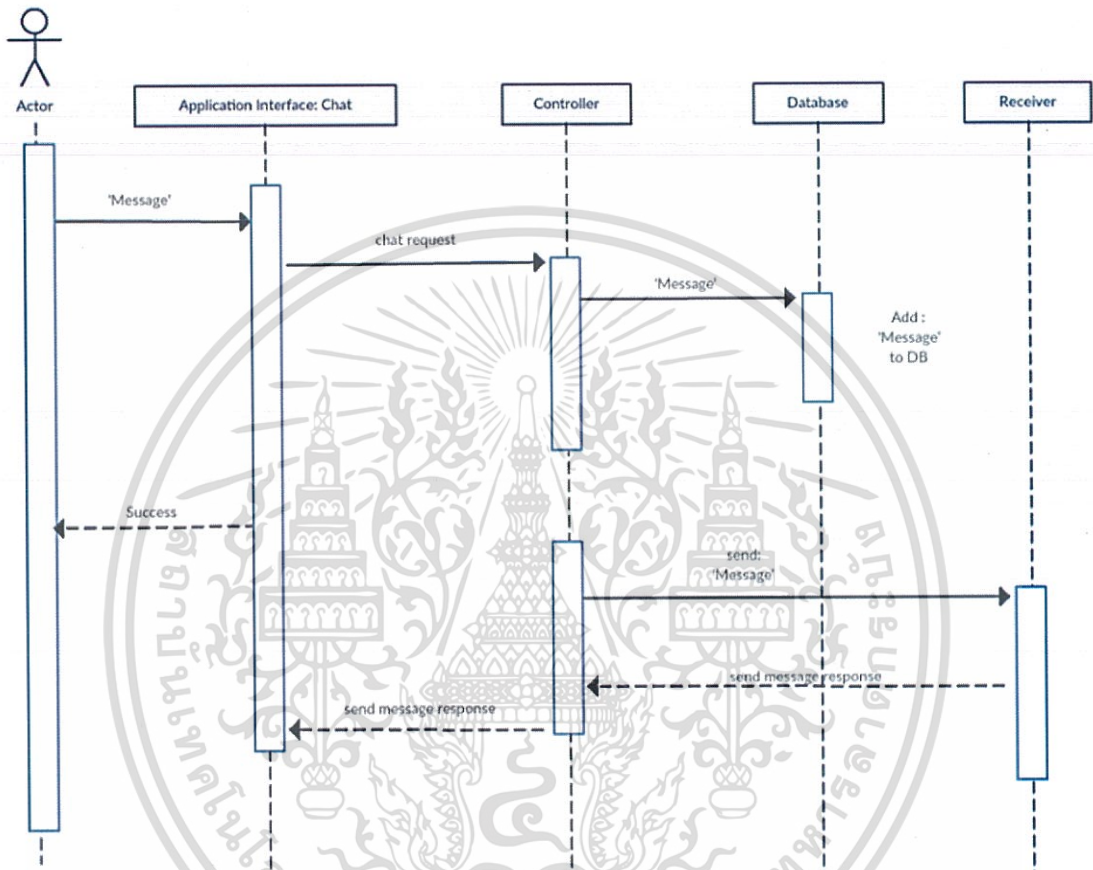 Actor
Application Interface: Chat
Controller
Database
Receiver
'Message'
chat request
'Message'
Add :
'Message'
to DB
Success
send:
'Message'
send message response
send message response